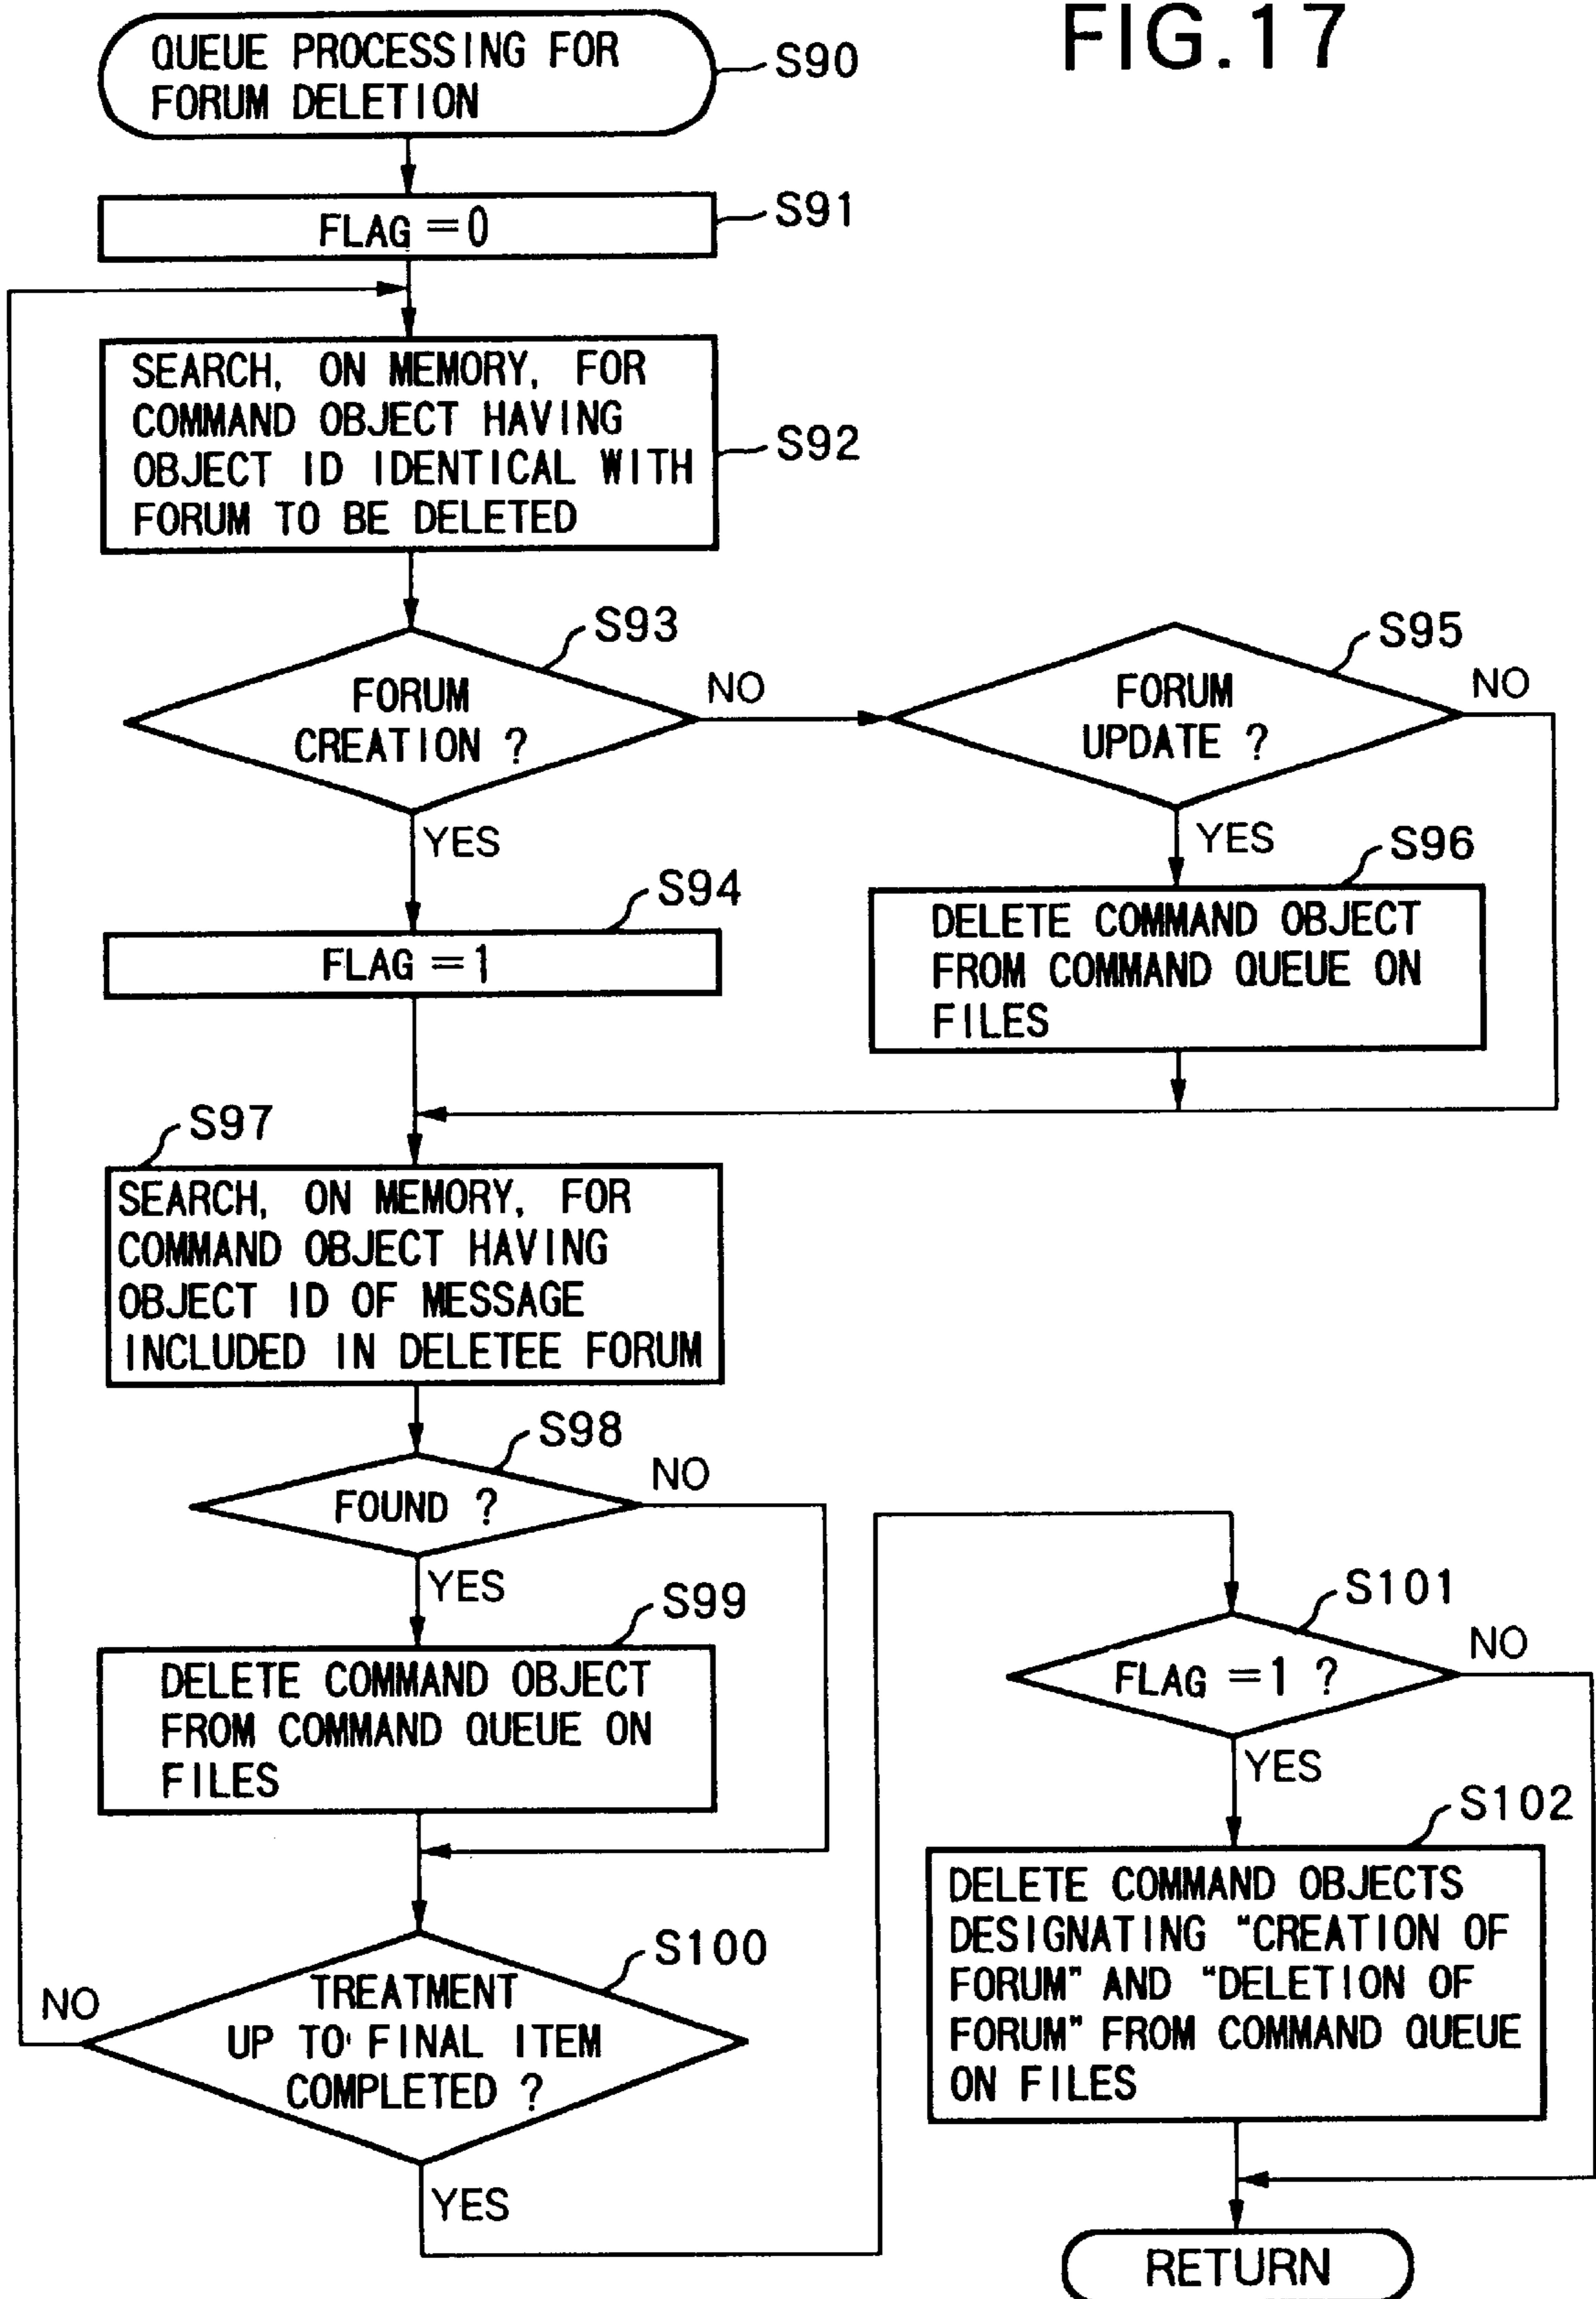 FIG.17
QUEUE PROCESSING FOR
FORUM DELETION
S90
FLAG =0
S91
SEARCH, ON MEMORY, FOR
COMMAND OBJECT HAVING
OBJECT ID IDENTICAL WITH
FORUM TO BE DELETED
S92
S93
FORUM
CREATION ?
NO
YES
S95
FORUM
UPDATE ?
NO
YES
S94
FLAG =1
S96
DELETE COMMAND OBJECT
FROM COMMAND QUEUE ON
FILES
S97
SEARCH, ON MEMORY, FOR
COMMAND OBJECT HAVING
OBJECT ID OF MESSAGE
INCLUDED IN DELETEE FORUM
S98
FOUND ?
NO
YES
S99
DELETE COMMAND OBJECT
FROM COMMAND QUEUE ON
FILES
S100
TREATMENT
UP TO FINAL ITEM
COMPLETED ?
NO
YES
S101
FLAG =1 ?
NO
YES
S102
DELETE COMMAND OBJECTS
DESIGNATING "CREATION OF
FORUM" AND "DELETION OF
FORUM" FROM COMMAND QUEUE
ON FILES
RETURN